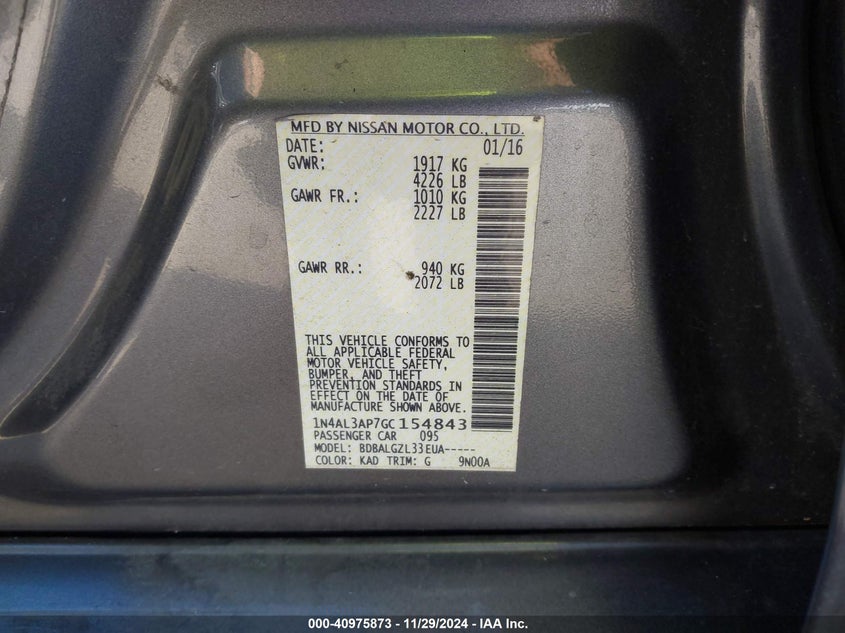 MFD BY NISSAN MOTOR CO., LTD.
DATE: 01/16
GVWR: 1917 KG
4226 LB
GAWR FR.: 1010 KG
2227 LB
GAWR RR.: 940 KG
2072 LB
THIS VEHICLE CONFORMS TO
ALL APPLICABLE FEDERAL
MOTOR VEHICLE SAFETY,
BUMPER, AND THEFT
PREVENTION STANDARDS IN
EFFECT ON THE DATE OF
MANUFACTURE SHOWN ABOVE.
1N4AL3AP7GC154843
PASSENGER CAR 095
MODEL: BDBALGZL33EUA-----
COLOR: KAD TRIM: G 9N00A
000-40975873 | 11/29/2024 - IAA Inc.